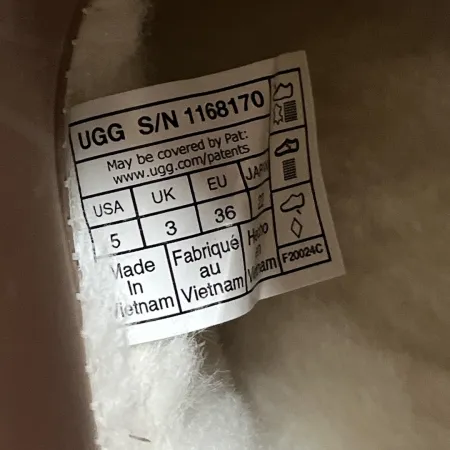 UGG S/N 1168170
May be covered by Pat:
www.ugg.com/patents
USA UK EU
5 3 36
Made In Vietnam
Fabriqué au Vietnam
en
F20024C